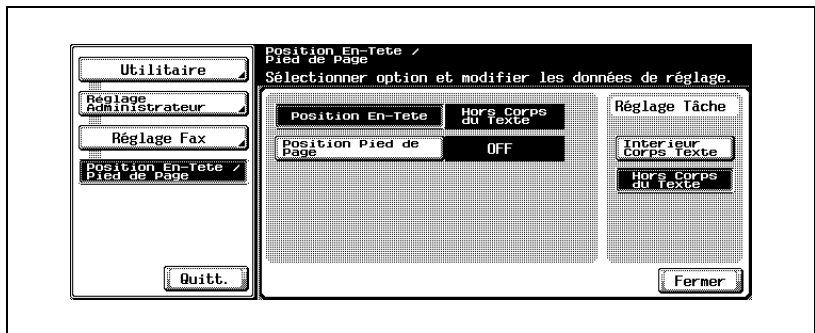 Utilitaire
Réglage
Administrateur
Réglage Fax
Position En-Tete /
Pied de Page
Quitt.
Position En-Tete /
Pied de Page
Sélectionner option et modifier les données de réglage.
Position En-Tete
Hors Corps
du Texte
Position Pied de
Page
OFF
Réglage Tâche
Interieur
Corps Texte
Hors Corps
du Texte
Fermer